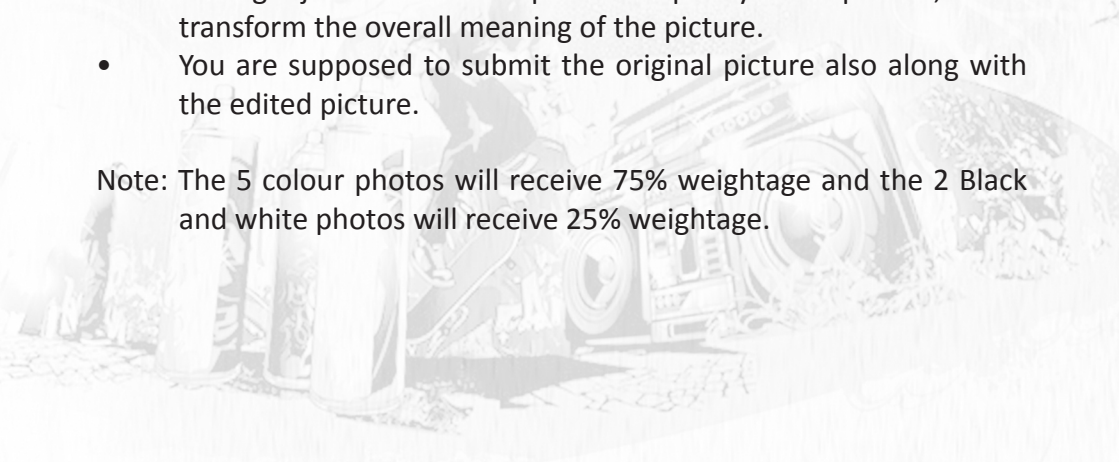 transform the overall meaning of the picture.
• You are supposed to submit the original picture also along with
the edited picture.
Note: The 5 colour photos will receive 75% weightage and the 2 Black
and white photos will receive 25% weightage.